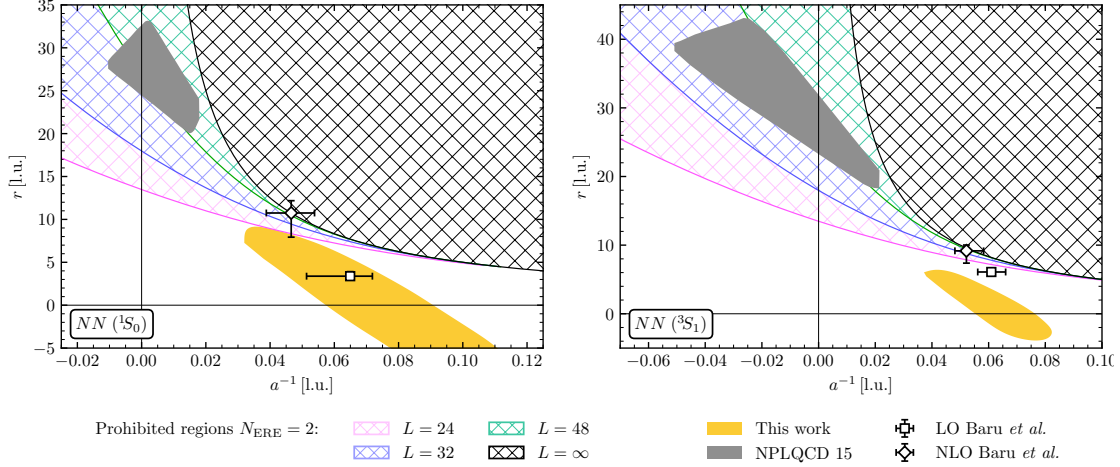 35
30
25
20
15
10
5
0
−5
r [l.u.]
NN (¹S₀)
−0.02 0.00 0.02 0.04 0.06 0.08 0.10 0.12
a⁻¹ [l.u.]
40
30
20
10
0
r [l.u.]
NN (³S₁)
−0.06 −0.04 −0.02 0.00 0.02 0.04 0.06 0.08 0.10
a⁻¹ [l.u.]
Prohibited regions N_ERE = 2:
L = 24
L = 32
L = 48
L = ∞
This work
NPLQCD 15
LO Baru et al.
NLO Baru et al.